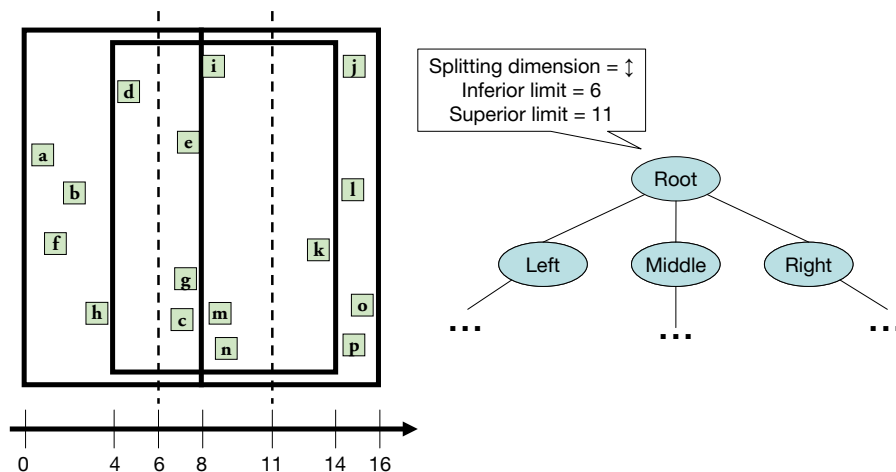 i
j
d
e
a
b
l
f
k
g
h
c
m
o
n
p
0 4 6 8 11 14 16
Splitting dimension = ↕
Inferior limit = 6
Superior limit = 11
Root
Left Middle Right
... ... ...